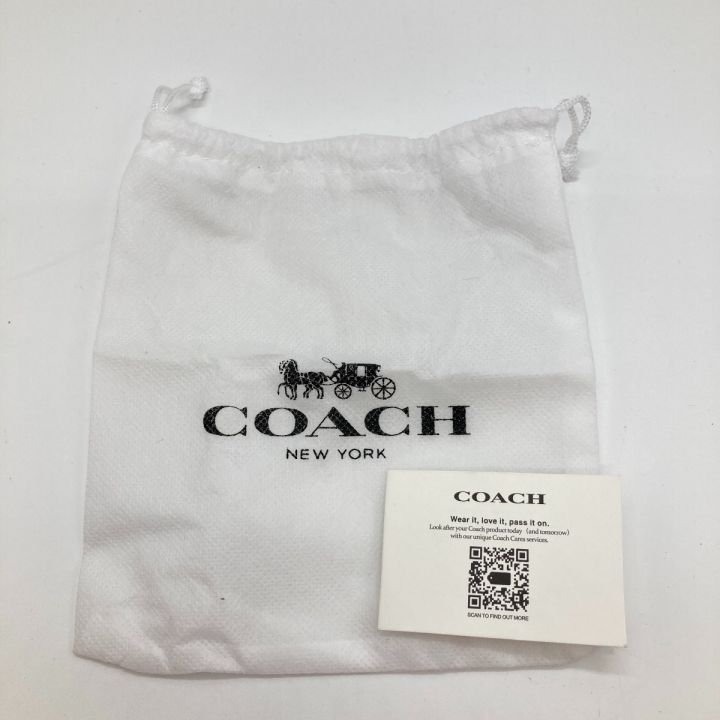 COACH
NEW YORK
COACH
Wear it, love it, pass it on.
Look after your Coach product today (and tomorrow)
with our unique Coach Cares services.
SCAN TO FIND OUT MORE